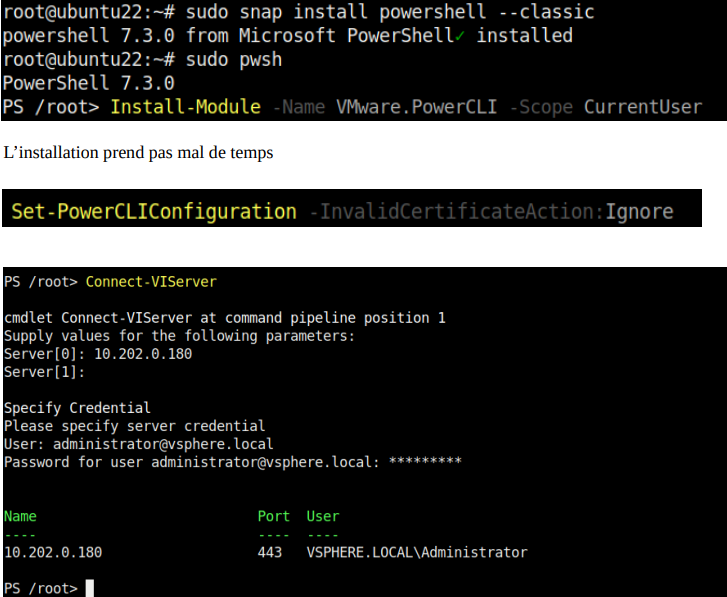 root@ubuntu22:~# sudo snap install powershell --classic
powershell 7.3.0 from Microsoft PowerShell✓ installed
root@ubuntu22:~# sudo pwsh
PowerShell 7.3.0
PS /root> Install-Module -Name VMware.PowerCLI -Scope CurrentUser
L’installation prend pas mal de temps
Set-PowerCLIConfiguration -InvalidCertificateAction:Ignore
PS /root> Connect-VIServer
cmdlet Connect-VIServer at command pipeline position 1
Supply values for the following parameters:
Server[0]: 10.202.0.180
Server[1]:
Specify Credential
Please specify server credential
User: administrator@vsphere.local
Password for user administrator@vsphere.local: *********
Name Port User
---- ---- ----
10.202.0.180 443 VSPHERE.LOCAL\Administrator
PS /root>